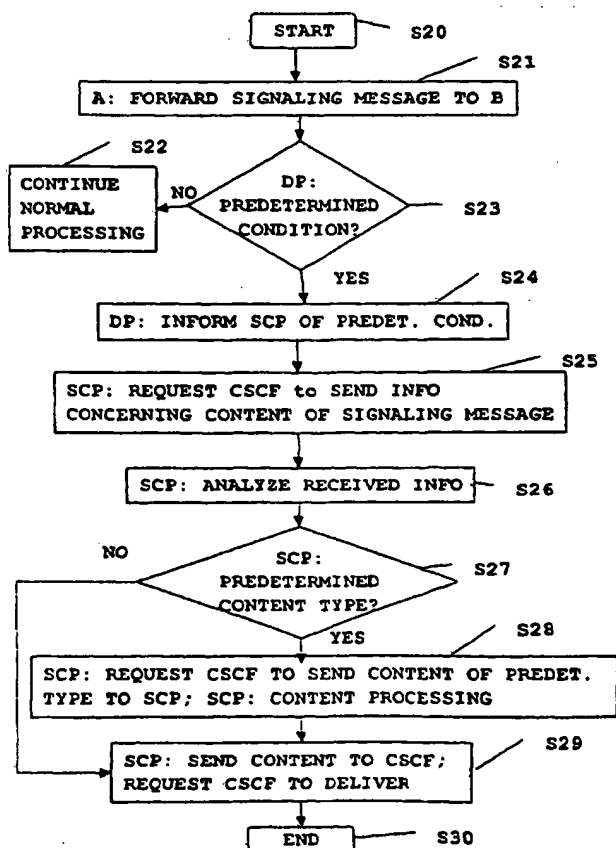 START
S20
S21
A: FORWARD SIGNALING MESSAGE TO B
S22
CONTINUE
NORMAL
PROCESSING
NO
DP:
PREDETERMINED
CONDITION?
S23
YES
S24
DP: INFORM SCP OF PREDET. COND.
S25
SCP: REQUEST CSCF to SEND INFO
CONCERNING CONTENT OF SIGNALING MESSAGE
SCP: ANALYZE RECEIVED INFO
S26
NO
SCP:
PREDETERMINED
CONTENT TYPE?
S27
YES
S28
SCP: REQUEST CSCF TO SEND CONTENT OF PREDET.
TYPE TO SCP; SCP: CONTENT PROCESSING
SCP: SEND CONTENT TO CSCF;
REQUEST CSCF TO DELIVER
S29
END
S30